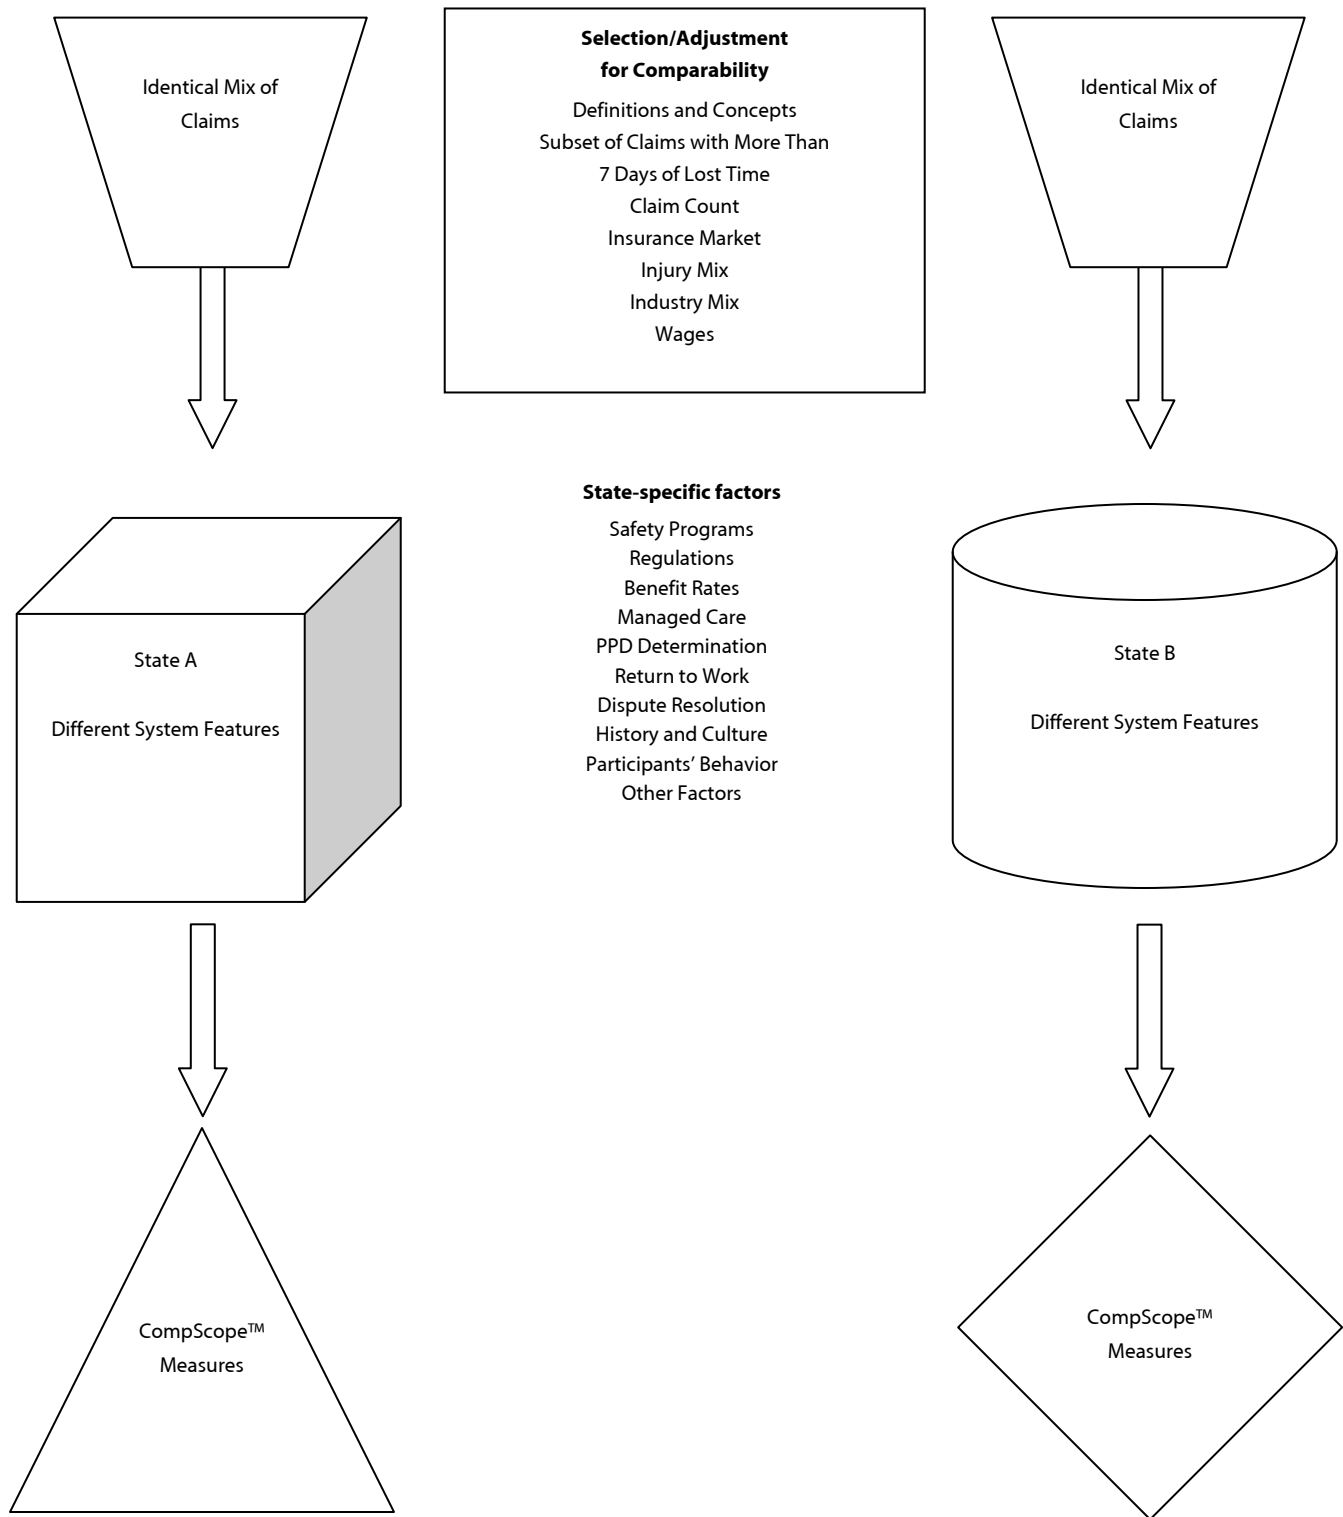 Identical Mix of
Claims
Selection/Adjustment
for Comparability
Definitions and Concepts
Subset of Claims with More Than
7 Days of Lost Time
Claim Count
Insurance Market
Injury Mix
Industry Mix
Wages
Identical Mix of
Claims
State A
Different System Features
State-specific factors
Safety Programs
Regulations
Benefit Rates
Managed Care
PPD Determination
Return to Work
Dispute Resolution
History and Culture
Participants’ Behavior
Other Factors
State B
Different System Features
CompScope™
Measures
CompScope™
Measures